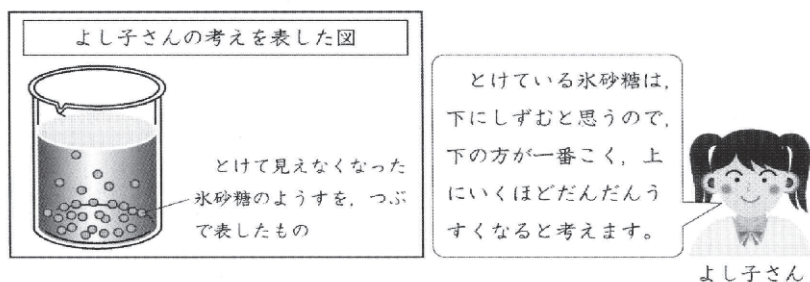 よし子さんの考えを表した図
とけて見えなくなった
氷砂糖のようすを，つぶ
で表したもの
とけている氷砂糖は，
下にしずむと思うので，
下の方が一番こく，上
にいくほどだんだんう
すくなると考えます。
よし子さん